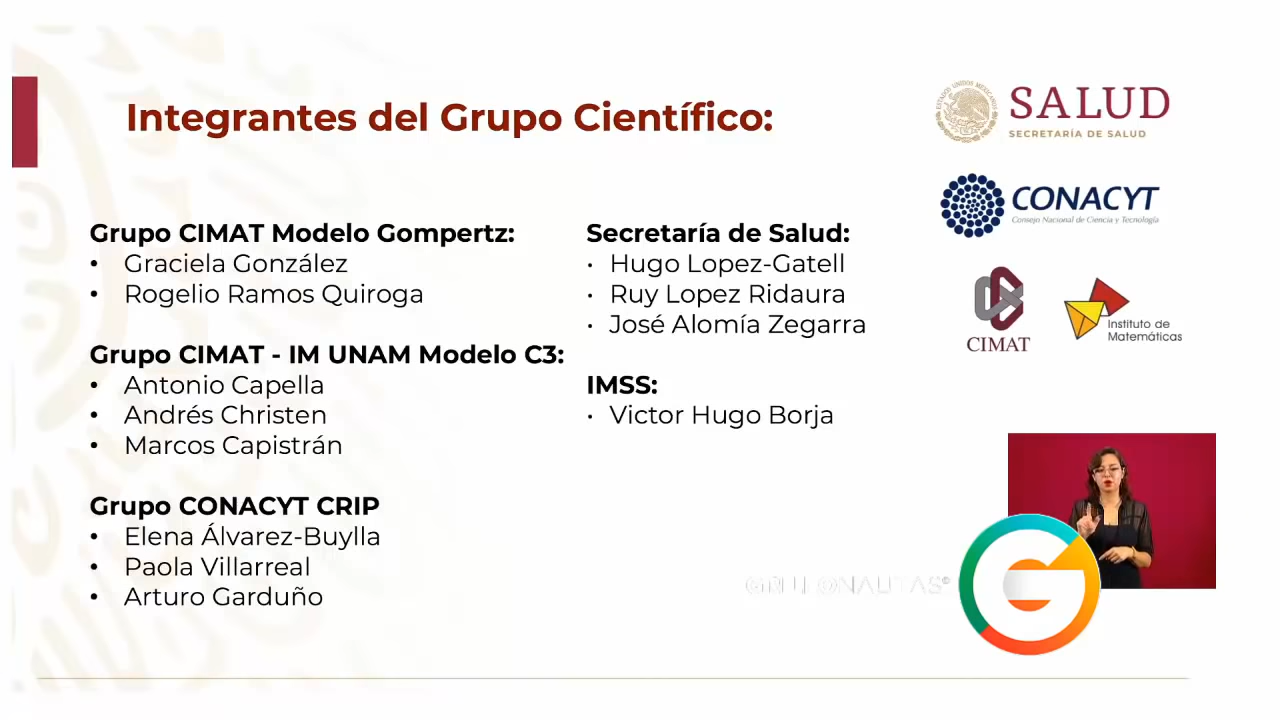 Integrantes del Grupo Científico:
Grupo CIMAT Modelo Gompertz:
• Graciela González
• Rogelio Ramos Quiroga
Grupo CIMAT - IM UNAM Modelo C3:
• Antonio Capella
• Andrés Christen
• Marcos Capistrán
Grupo CONACYT CRIP
• Elena Álvarez-Buylla
• Paola Villarreal
• Arturo Garduño
Secretaría de Salud:
• Hugo Lopez-Gatell
• Ruy Lopez Ridaura
• José Alomía Zegarra
IMSS:
• Victor Hugo Borja
ESTADOS UNIDOS MEXICANOS
SALUD
SECRETARÍA DE SALUD
CONACYT
Consejo Nacional de Ciencia y Tecnología
CIMAT
Instituto de
Matemáticas
G